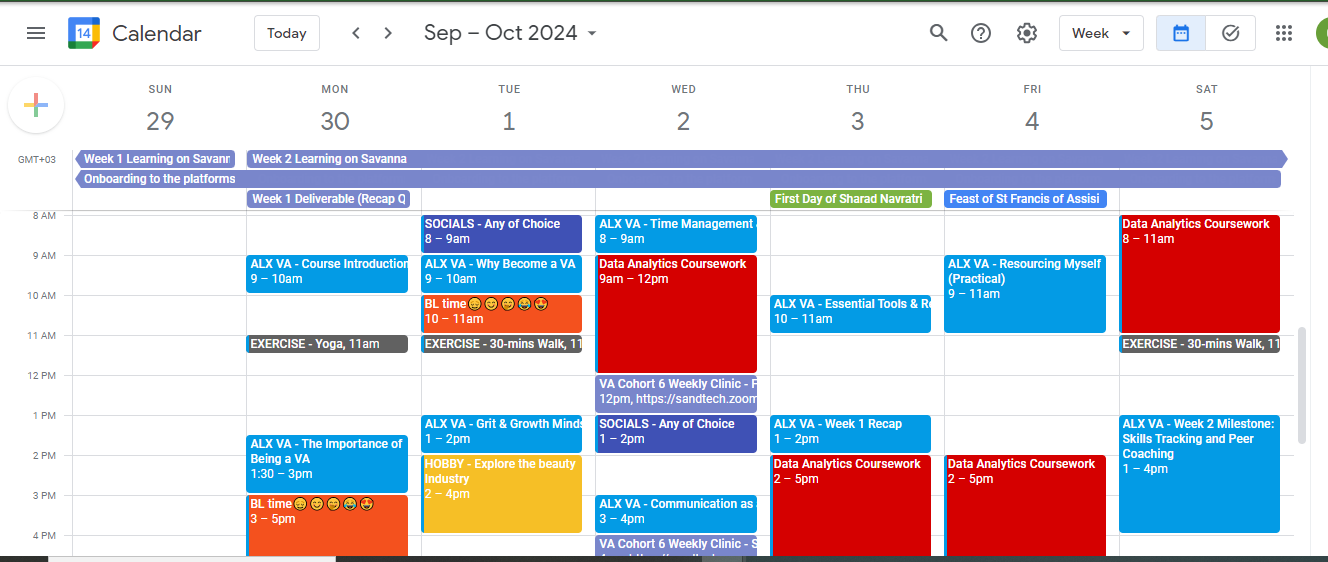 14 Calendar Today Sep – Oct 2024 Week
SUN MON TUE WED THU FRI SAT
29 30 1 2 3 4 5
GMT+03
Week 1 Learning on Savanr
Week 2 Learning on Savanna
Onboarding to the platforms
Week 1 Deliverable (Recap Q
First Day of Sharad Navratri
Feast of St Francis of Assisi
8 AM
9 AM
10 AM
11 AM
12 PM
1 PM
2 PM
3 PM
4 PM
ALX VA - Course Introduction
9 – 10am
EXERCISE - Yoga, 11am
ALX VA - The Importance of
Being a VA
1:30 – 3pm
BL time😊😊😊😂🤩
3 – 5pm
SOCIALS - Any of Choice
8 – 9am
ALX VA - Why Become a VA
9 – 10am
BL time😊😊😊😂🤩
10 – 11am
EXERCISE - 30-mins Walk, 11
ALX VA - Grit & Growth Minds
1 – 2pm
HOBBY - Explore the beauty
Industry
2 – 4pm
ALX VA - Time Management
8 – 9am
Data Analytics Coursework
9am – 12pm
VA Cohort 6 Weekly Clinic - F
12pm, https://sandtech.zoom
SOCIALS - Any of Choice
1 – 2pm
ALX VA - Communication as
3 – 4pm
VA Cohort 6 Weekly Clinic - S
ALX VA - Essential Tools & Re
10 – 11am
ALX VA - Week 1 Recap
1 – 2pm
Data Analytics Coursework
2 – 5pm
ALX VA - Resourcing Myself
(Practical)
9 – 11am
Data Analytics Coursework
2 – 5pm
Data Analytics Coursework
8 – 11am
EXERCISE - 30-mins Walk, 11
ALX VA - Week 2 Milestone:
Skills Tracking and Peer
Coaching
1 – 4pm